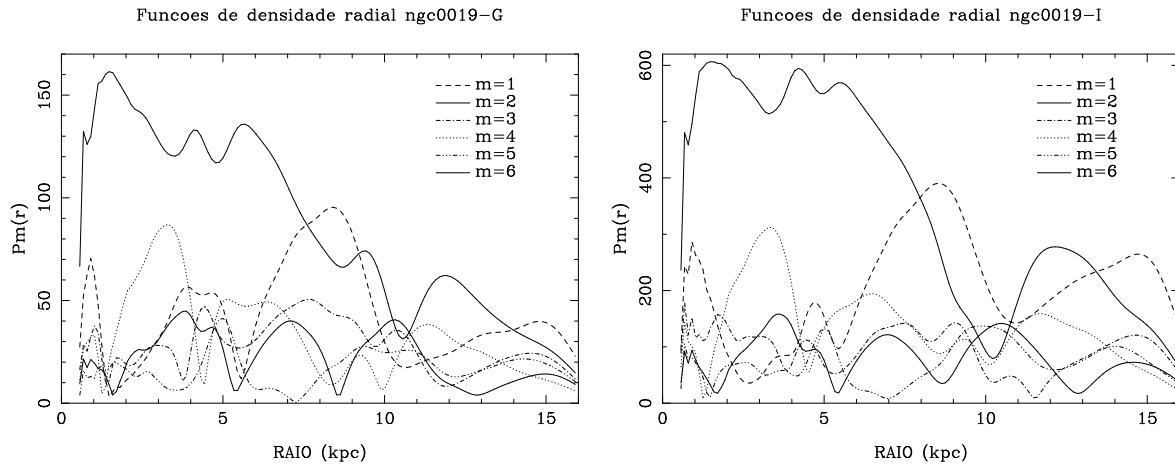 Funcoes de densidade radial ngc0019-G
Pm(r)
150
100
50
0
m=1
m=2
m=3
m=4
m=5
m=6
0 5 10 15
RAIO (kpc)
Funcoes de densidade radial ngc0019-I
Pm(r)
600
400
200
0
m=1
m=2
m=3
m=4
m=5
m=6
0 5 10 15
RAIO (kpc)